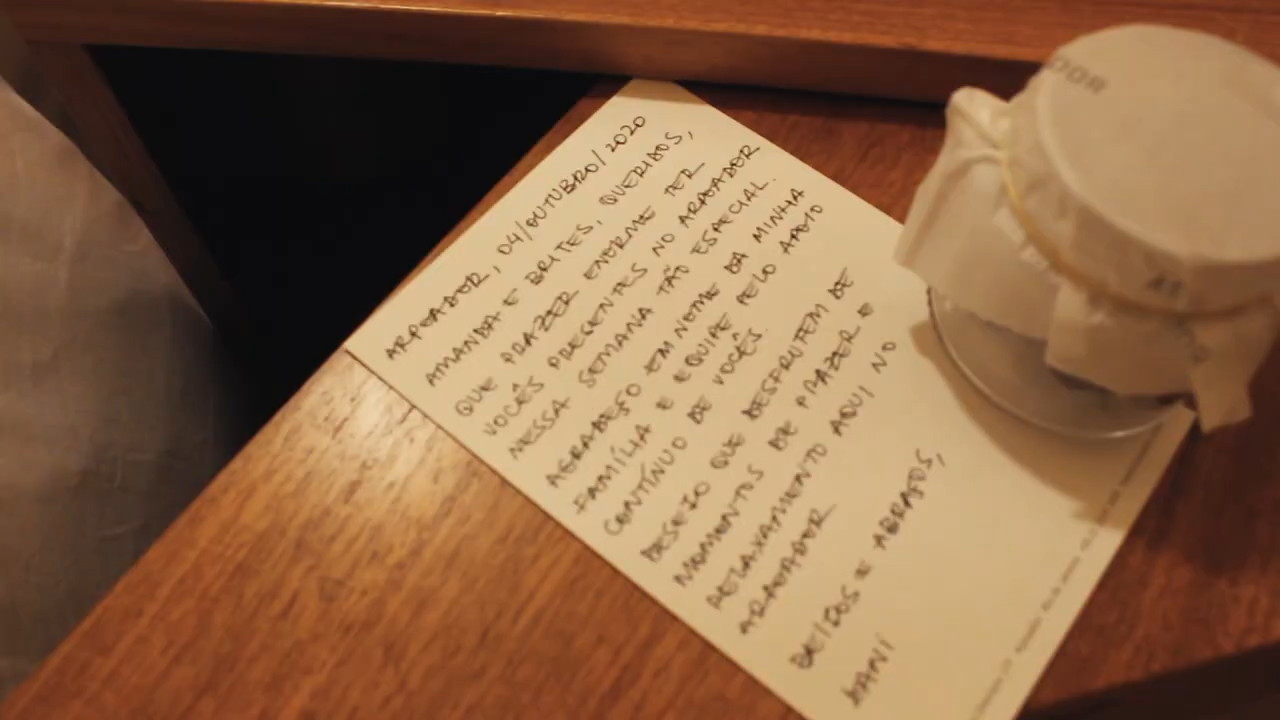 ARPOADOR, 04/OUTUBRO/2020
AMANDA E BRITES, QUERIDOS,
QUE PRAZER ENORME TER
VOCÊS PRESENTES NO ARPOADOR
NESSA SEMANA TÃO ESPECIAL.
AGRADEÇO EM NOME DA MINHA
FAMÍLIA E EQUIPE PELO APOIO
CONTÍNUO DE VOCÊS.
DESEJO QUE DESFRUTEM DE
MOMENTOS DE PRAZER E
RELAXAMENTO AQUI NO
ARPOADOR
BEIJOS E ABRAÇOS,